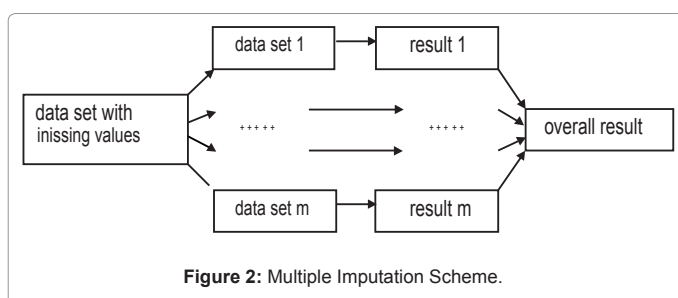 data set 1
result 1
data set with
inissing values
+++++
+++++
overall result
data set m
result m
Figure 2: Multiple Imputation Scheme.